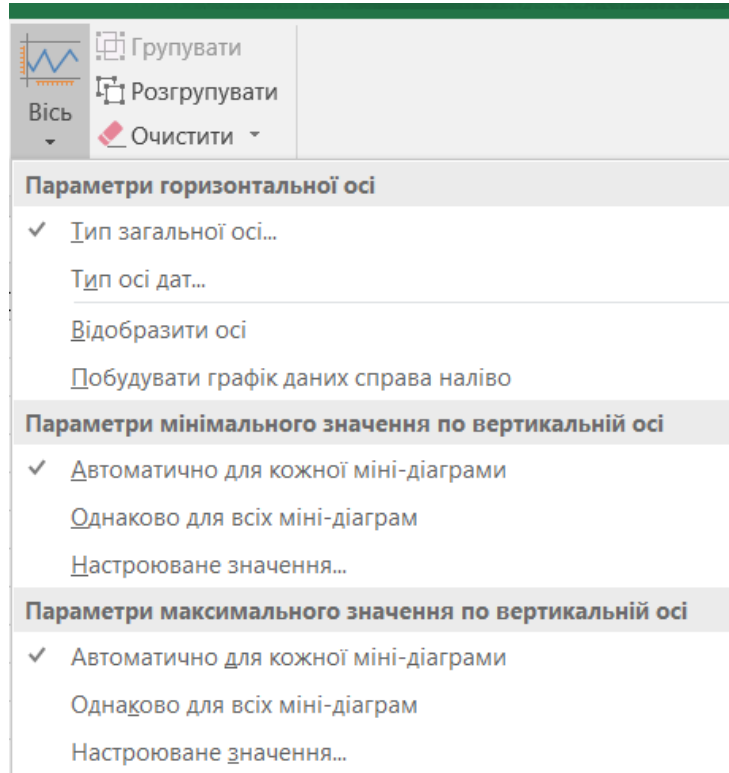 Групувати
Розгрупувати
Вісь
Очистити
Параметри горизонтальної осі
Тип загальної осі...
Тип осі дат...
Відобразити осі
Побудувати графік даних справа наліво
Параметри мінімального значення по вертикальній осі
Автоматично для кожної міні-діаграми
Однаково для всіх міні-діаграм
Настроюване значення...
Параметри максимального значення по вертикальній осі
Автоматично для кожної міні-діаграми
Однаково для всіх міні-діаграм
Настроюване значення...